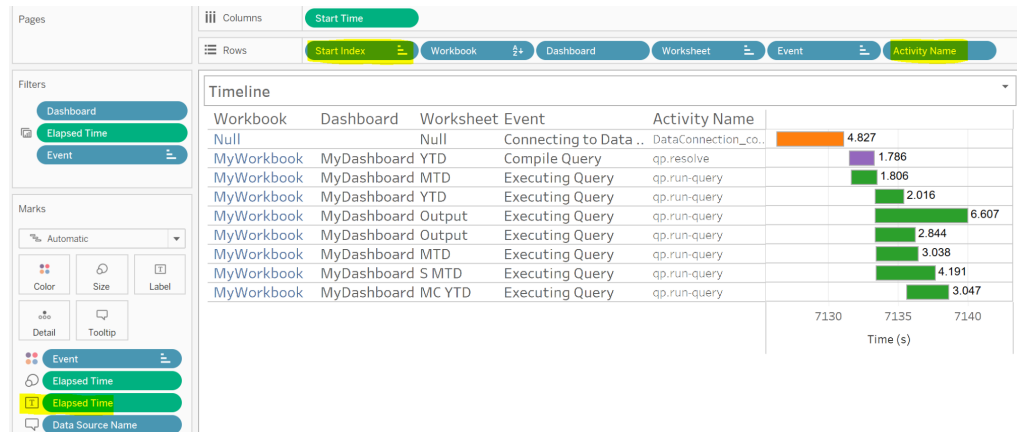 Pages
Columns
Start Time
Rows
Start Index
Workbook
Dashboard
Worksheet
Event
Activity Name
Filters
Dashboard
Elapsed Time
Event
Marks
Automatic
Color Size Label
Detail Tooltip
Event
Elapsed Time
Elapsed Time
Data Source Name
Timeline
Workbook Dashboard Worksheet Event Activity Name
Null Null Connecting to Data .. DataConnection_co.. 4.827
MyWorkbook MyDashboard YTD Compile Query qp.resolve 1.786
MyWorkbook MyDashboard MTD Executing Query qp.run-query 1.806
MyWorkbook MyDashboard YTD Executing Query qp.run-query 2.016
MyWorkbook MyDashboard Output Executing Query qp.run-query 6.607
MyWorkbook MyDashboard Output Executing Query qp.run-query 2.844
MyWorkbook MyDashboard MTD Executing Query qp.run-query 3.038
MyWorkbook MyDashboard S MTD Executing Query qp.run-query 4.191
MyWorkbook MyDashboard MC YTD Executing Query qp.run-query 3.047
7130 7135 7140
Time (s)